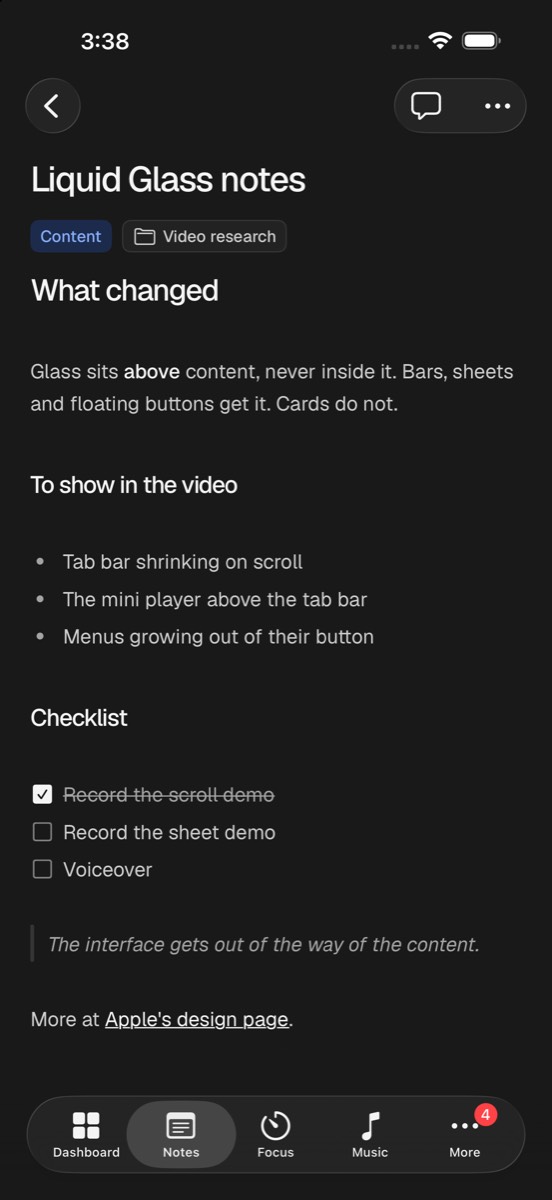 3:38
Liquid Glass notes
Content
Video research
What changed
Glass sits above content, never inside it. Bars, sheets
and floating buttons get it. Cards do not.
To show in the video
• Tab bar shrinking on scroll
• The mini player above the tab bar
• Menus growing out of their button
Checklist
Record the scroll demo
Record the sheet demo
Voiceover
The interface gets out of the way of the content.
More at Apple's design page.
4
Dashboard Notes Focus Music More